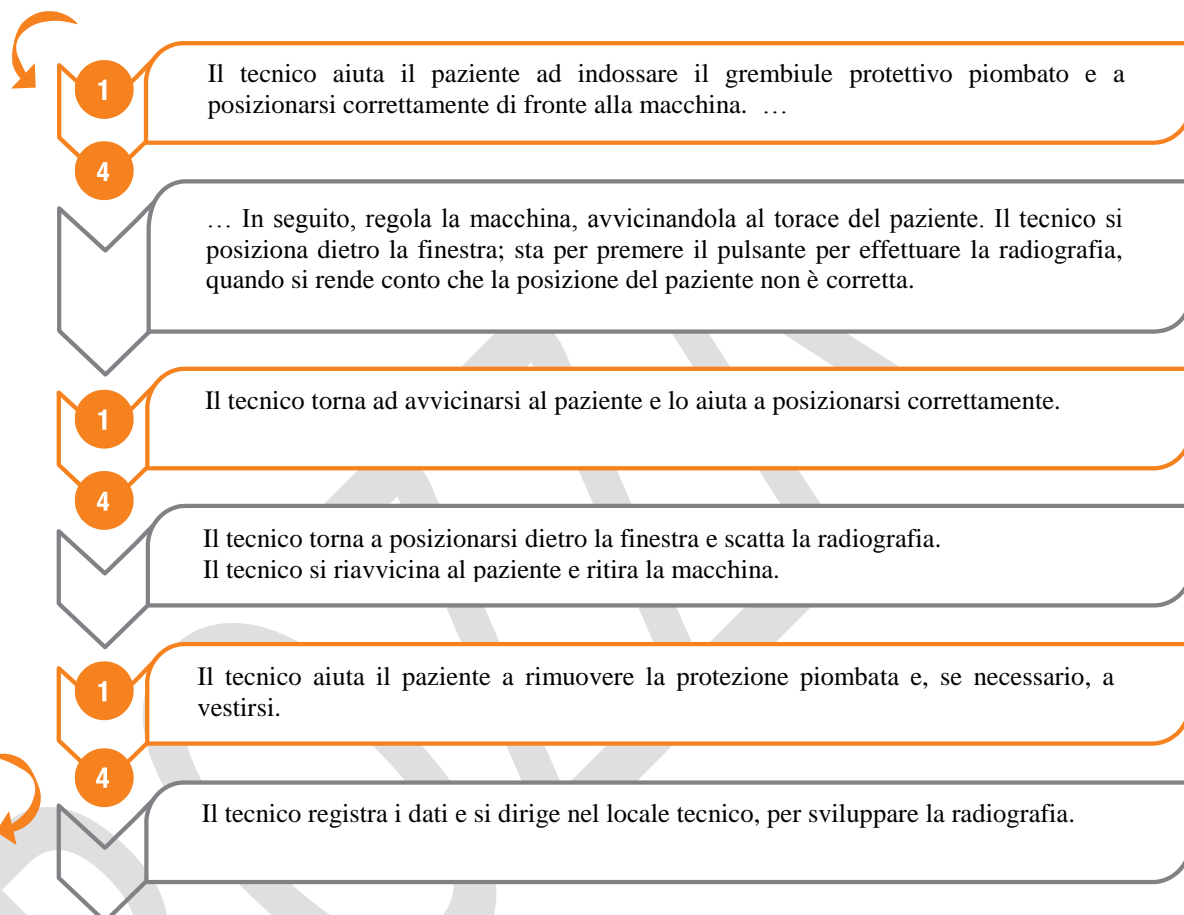 1
Il tecnico aiuta il paziente ad indossare il grembiule protettivo piombato e a
posizionarsi correttamente di fronte alla macchina. …
4
… In seguito, regola la macchina, avvicinandola al torace del paziente. Il tecnico si
posiziona dietro la finestra; sta per premere il pulsante per effettuare la radiografia,
quando si rende conto che la posizione del paziente non è corretta.
1
Il tecnico torna ad avvicinarsi al paziente e lo aiuta a posizionarsi correttamente.
4
Il tecnico torna a posizionarsi dietro la finestra e scatta la radiografia.
Il tecnico si riavvicina al paziente e ritira la macchina.
1
Il tecnico aiuta il paziente a rimuovere la protezione piombata e, se necessario, a
vestirsi.
4
Il tecnico registra i dati e si dirige nel locale tecnico, per sviluppare la radiografia.